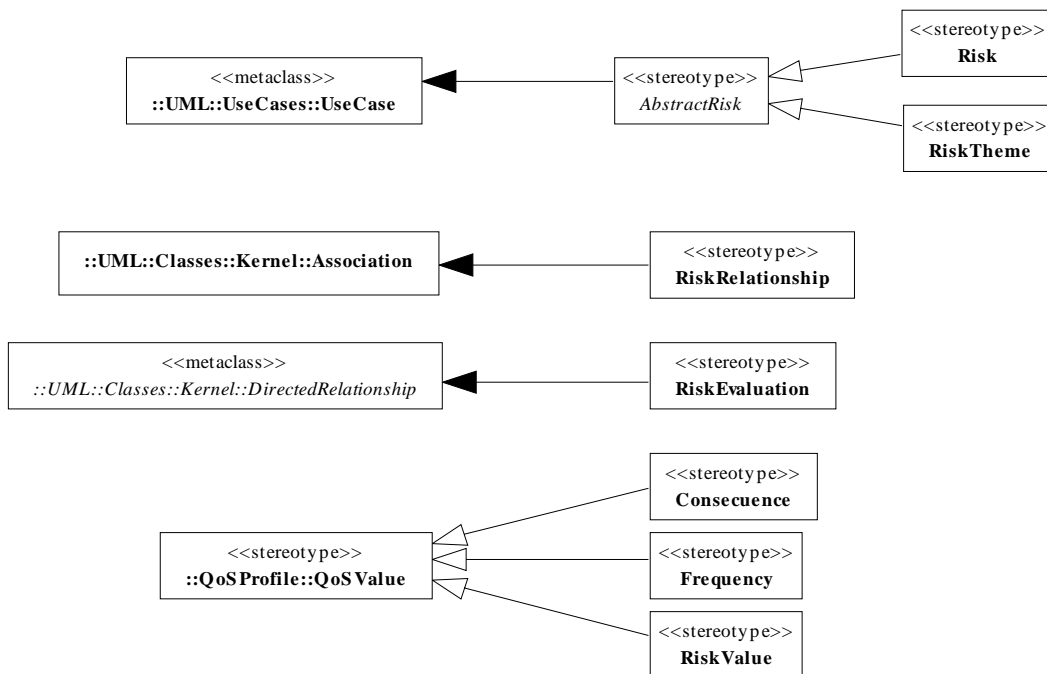 <<stereotype>>
Risk
<<metaclass>>
::UML::UseCases::UseCase
<<stereotype>>
AbstractRisk
<<stereotype>>
RiskTheme
::UML::Classes::Kernel::Association
<<stereotype>>
RiskRelationship
<<metaclass>>
::UML::Classes::Kernel::DirectedRelationship
<<stereotype>>
RiskEvaluation
<<stereotype>>
Consecuence
<<stereotype>>
::QoSProfile::QoSValue
<<stereotype>>
Frequency
<<stereotype>>
RiskValue